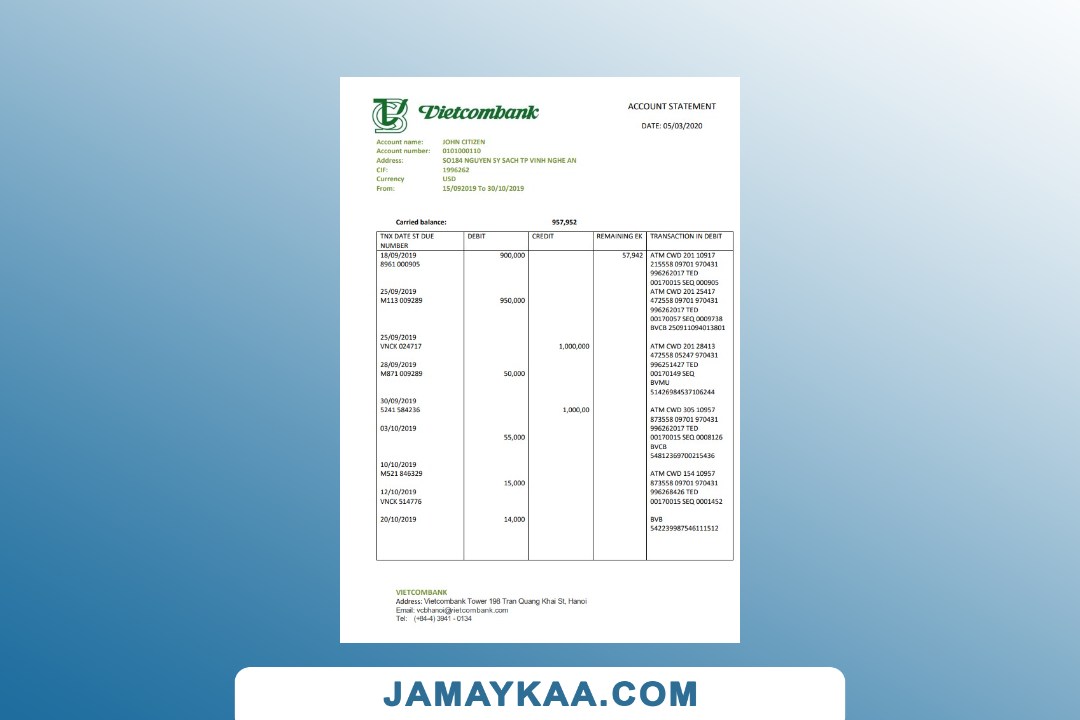 Vietcombank
ACCOUNT STATEMENT
DATE: 05/03/2020
Account name: JOHN CITIZEN
Account number: 0101000110
Address: SO184 NGUYEN SY SACH TP VINH NGHE AN
CIF: 1996262
Currency USD
From: 15/092019 To 30/10/2019
Carried balance: 957,952
TNX DATE ST DUE DEBIT CREDIT REMAINING EK TRANSACTION IN DEBIT
NUMBER
18/09/2019 900,000 57,942 ATM CWD 201 10917
8961 000905 215558 09701 970431
996262017 TED
00170015 SEQ 000905
25/09/2019 ATM CWD 201 25417
M113 009289 950,000 472558 09701 970431
996262017 TED
00170057 SEQ 0009738
BVCB 250911094013801
25/09/2019
VNCK 024717 1,000,000 ATM CWD 201 28413
472558 05247 970431
28/09/2019 996251427 TED
M871 009289 50,000 00170149 SEQ
BVMU
51426984537106244
30/09/2019
5241 584236 1,000,00 ATM CWD 305 10957
873558 09701 970431
03/10/2019 996262017 TED
55,000 00170015 SEQ 0008126
BVCB
54812369700215436
10/10/2019
M521 846329 ATM CWD 154 10957
15,000 873558 09701 970431
12/10/2019 996268426 TED
VNCK 514776 00170015 SEQ 0001452
20/10/2019 14,000 BVB
542239987546111512
VIETCOMBANK
Address: Vietcombank Tower 198 Tran Quang Khai St, Hanoi
Email: vcbhanoi@rietcombank.com
Tel: (+84-4) 3941 - 0134
JAMAYKAA.COM